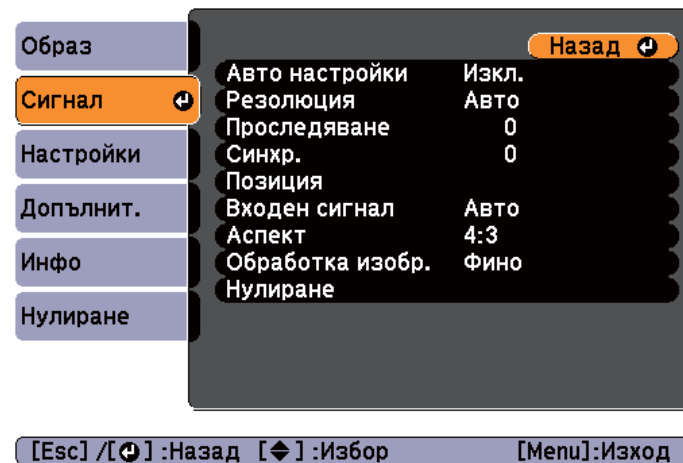 Образ
Сигнал
Настройки
Допълнит.
Инфо
Нулиране
Назад
Авто настройки Изкл.
Резолюция Авто
Проследяване 0
Синхр. 0
Позиция
Входен сигнал Авто
Аспект 4:3
Обработка изобр. Фино
Нулиране
[Esc] /[ ] :Назад [ ] :Избор [Menu]:Изход